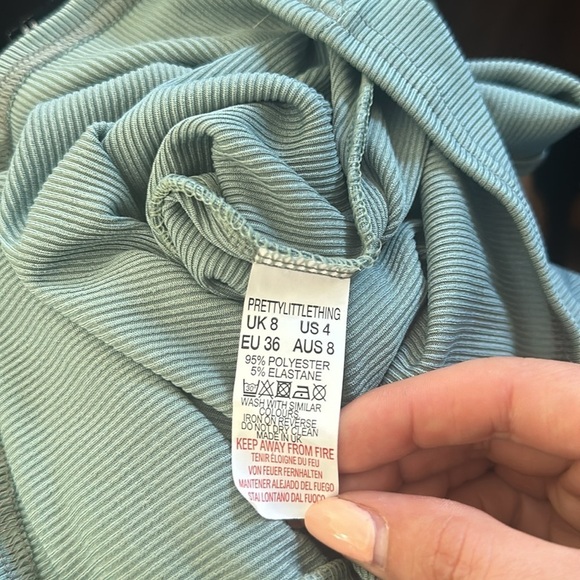 PRETTYLITTLETHING
UK 8 US 4
EU 36 AUS 8
95% POLYESTER
5% ELASTANE
WASH WITH SIMILAR
COLOURS
IRON ON REVERSE
DO NOT DRY CLEAN
MADE IN UK
KEEP AWAY FROM FIRE
TENIR ÉLOIGNE DU FEU
VON FEUER FERNHALTEN
MANTENER ALEJADO DEL FUEGO
STAI LONTANO DAL FUOCO